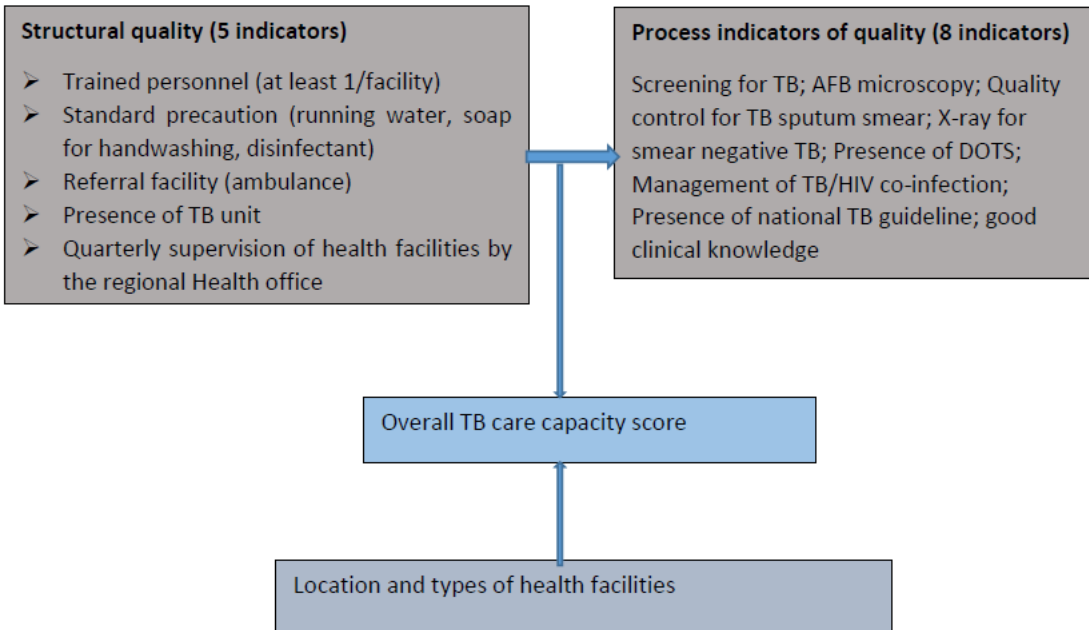 Structural quality (5 indicators)
➢ Trained personnel (at least 1/facility)
➢ Standard precaution (running water, soap
for handwashing, disinfectant)
➢ Referral facility (ambulance)
➢ Presence of TB unit
➢ Quarterly supervision of health facilities by
the regional Health office
Process indicators of quality (8 indicators)
Screening for TB; AFB microscopy; Quality
control for TB sputum smear; X-ray for
smear negative TB; Presence of DOTS;
Management of TB/HIV co-infection;
Presence of national TB guideline; good
clinical knowledge
Overall TB care capacity score
Location and types of health facilities